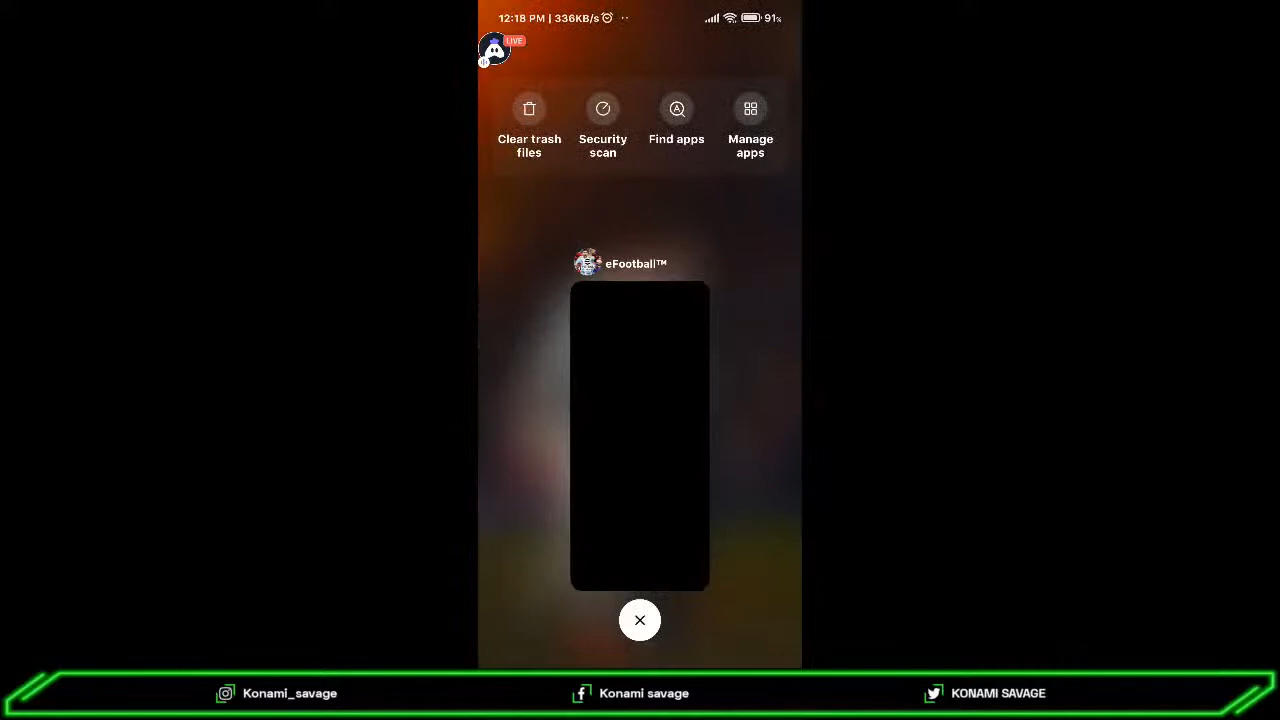 12:18 PM | 336KB/s
91%
LIVE
Clear trash files
Security scan
Find apps
Manage apps
eFootball™
Konami_savage
Konami savage
KONAMI SAVAGE